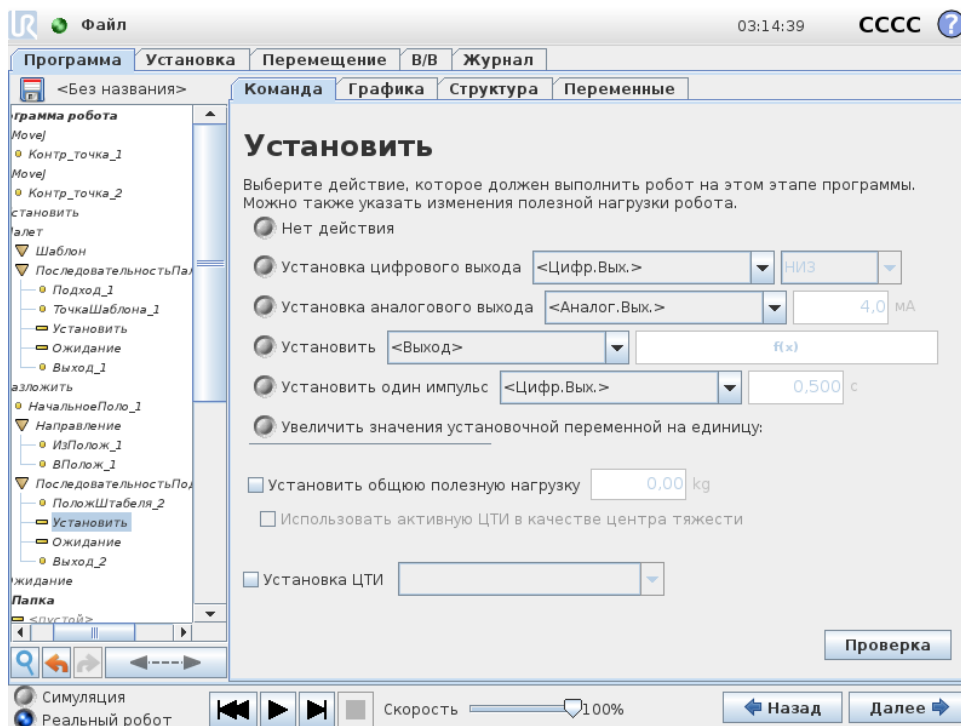 UR Файл 03:14:39 CCCC ?
Программа Установка Перемещение В/В Журнал
<Без названия> Команда Графика Структура Переменные
ограмма робота
MoveJ
Контр_точка_1
MoveJ
Контр_точка_2
становить
алет
Шаблон
ПоследовательностьПал
Подход_1
ТочкаШаблона_1
Установить
Ожидание
Выход_1
азложить
НачальноеПоло_1
Направление
ИзПолож_1
ВПолож_1
ПоследовательностьПод
ПоложШтабеля_2
Установить
Ожидание
Выход_2
жидание
Папка
<пустой>
Установить
Выберите действие, которое должен выполнить робот на этом этапе программы.
Можно также указать изменения полезной нагрузки робота.
Нет действия
Установка цифрового выхода <Цифр.Вых.> НИЗ
Установка аналогового выхода <Аналог.Вых.> 4,0 мА
Установить <Выход> f(x)
Установить один импульс <Цифр.Вых.> 0,500 с
Увеличить значения установочной переменной на единицу:
Установить общую полезную нагрузку 0,00 kg
Использовать активную ЦТИ в качестве центра тяжести
Установка ЦТИ
Проверка
Симуляция
Реальный робот
Скорость 100%
Назад Далее